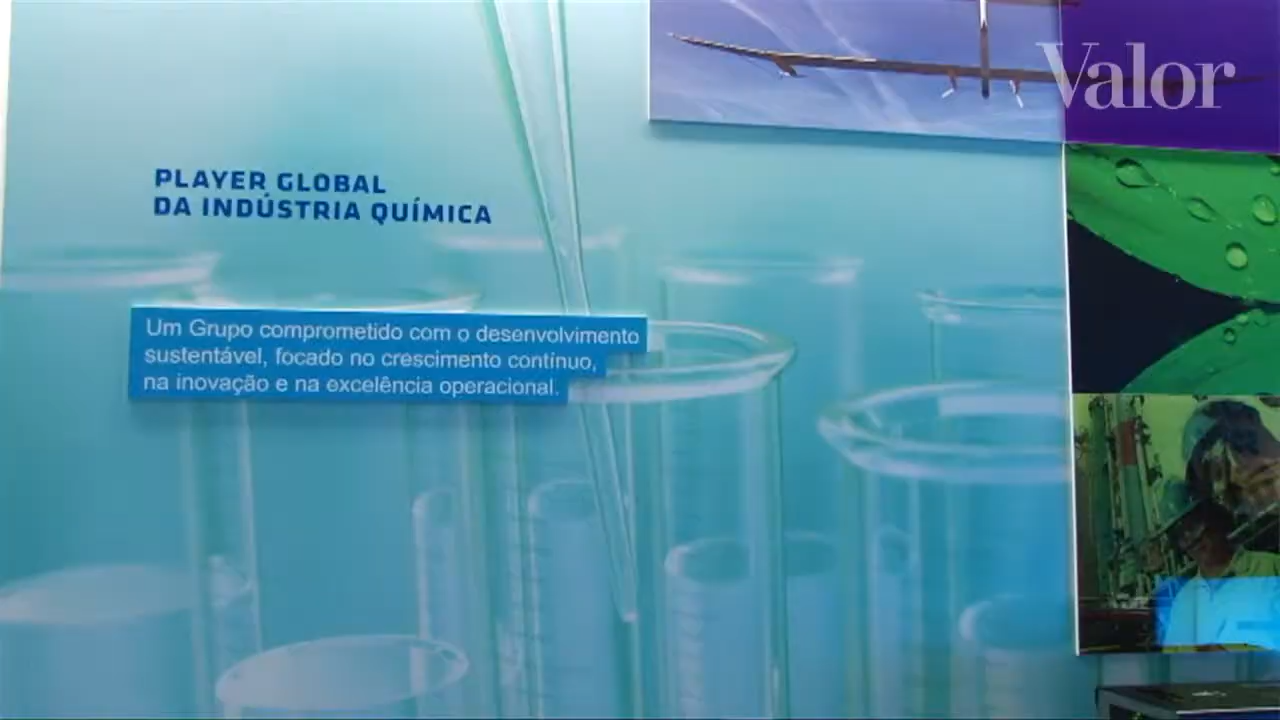 Valor
PLAYER GLOBAL
DA INDÚSTRIA QUÍMICA
Um Grupo comprometido com o desenvolvimento
sustentável, focado no crescimento contínuo,
na inovação e na excelência operacional.